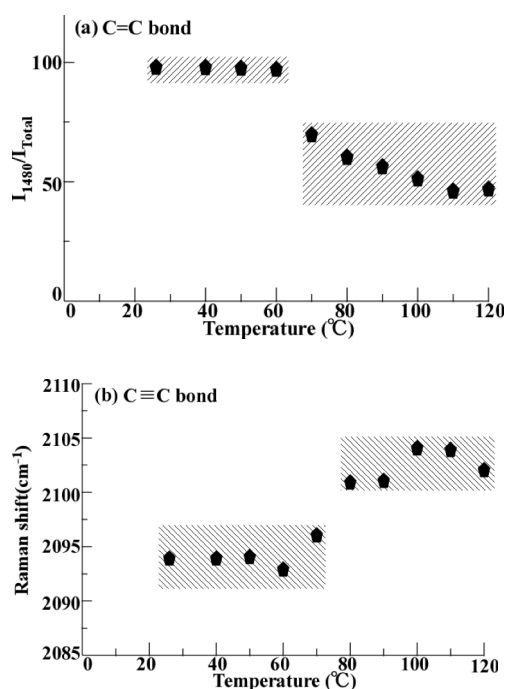 (a) C=C bond
100
50
0
I1480/ITotal
0 20 40 60 80 100 120
Temperature (℃)
(b) C≡C bond
2110
2105
2100
2095
2090
2085
Raman shift(cm-1)
0 20 40 60 80 100 120
Temperature (℃)